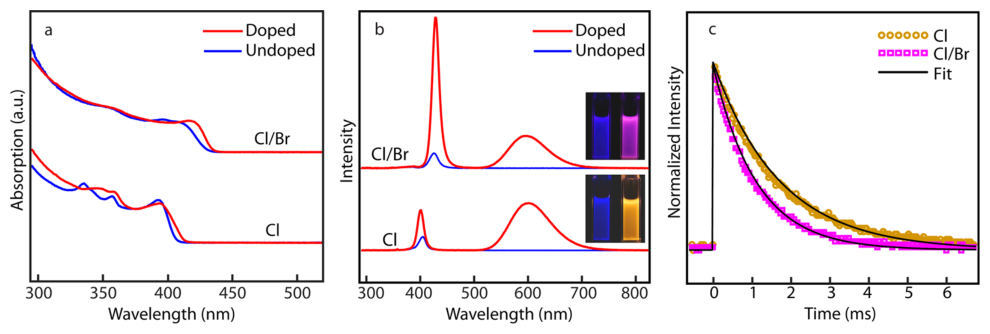 a
Doped
Undoped
Cl/Br
Cl
Absorption (a.u.)
300 350 400 450 500
Wavelength (nm)
b
Doped
Undoped
Cl/Br
Cl
Intensity
300 400 500 600 700 800
Wavelength (nm)
c
Cl
Cl/Br
Fit
Normalized Intensity
0 1 2 3 4 5 6
Time (ms)